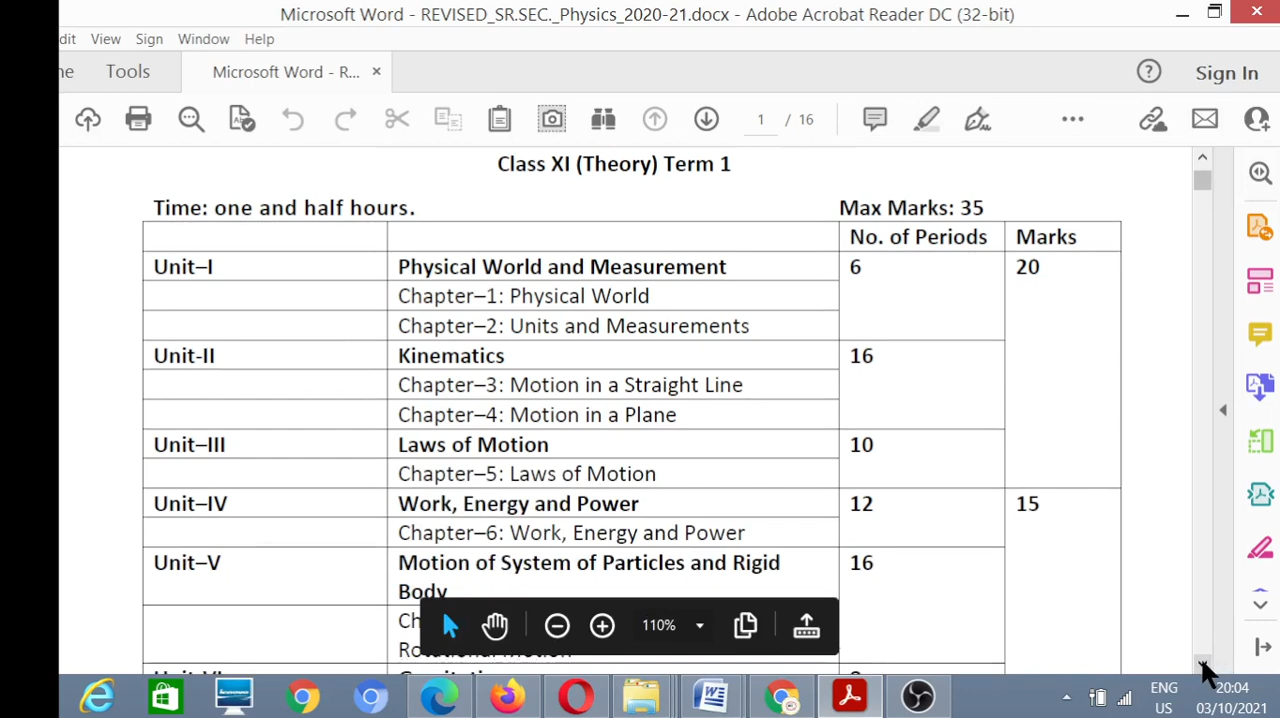 Microsoft Word - REVISED_SR.SEC._Physics_2020-21.docx - Adobe Acrobat Reader DC (32-bit)
dit View Sign Window Help
me Tools Microsoft Word - R... × Sign In
1 / 16
Class XI (Theory) Term 1
Time: one and half hours. Max Marks: 35
No. of Periods Marks
Unit–I Physical World and Measurement 6 20
Chapter–1: Physical World
Chapter–2: Units and Measurements
Unit-II Kinematics 16
Chapter–3: Motion in a Straight Line
Chapter–4: Motion in a Plane
Unit–III Laws of Motion 10
Chapter–5: Laws of Motion
Unit–IV Work, Energy and Power 12 15
Chapter–6: Work, Energy and Power
Unit–V Motion of System of Particles and Rigid 16
Body
110%
ENG 20:04
US 03/10/2021